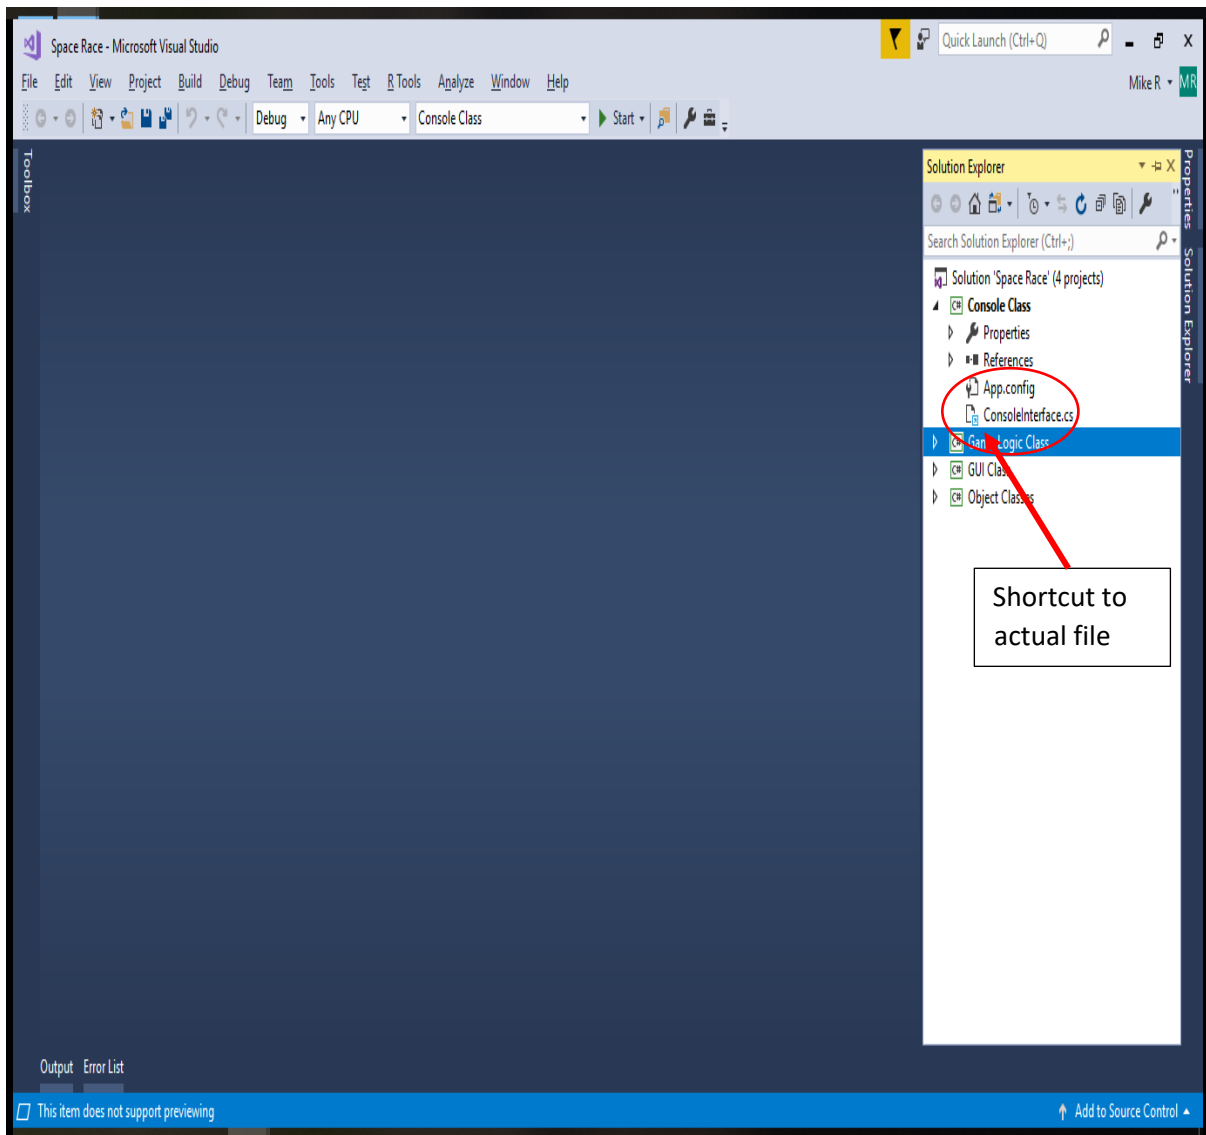 Space Race - Microsoft Visual Studio
Quick Launch (Ctrl+Q)
File Edit View Project Build Debug Team Tools Test R Tools Analyze Window Help
Mike R MR
Debug Any CPU Console Class Start
Toolbox
Solution Explorer
Properties
Solution Explorer
Search Solution Explorer (Ctrl+;)
Solution 'Space Race' (4 projects)
C# Console Class
Properties
References
App.config
ConsoleInterface.cs
C# Game Logic Class
C# GUI Class
C# Object Classes
Shortcut to
actual file
Output Error List
This item does not support previewing
Add to Source Control